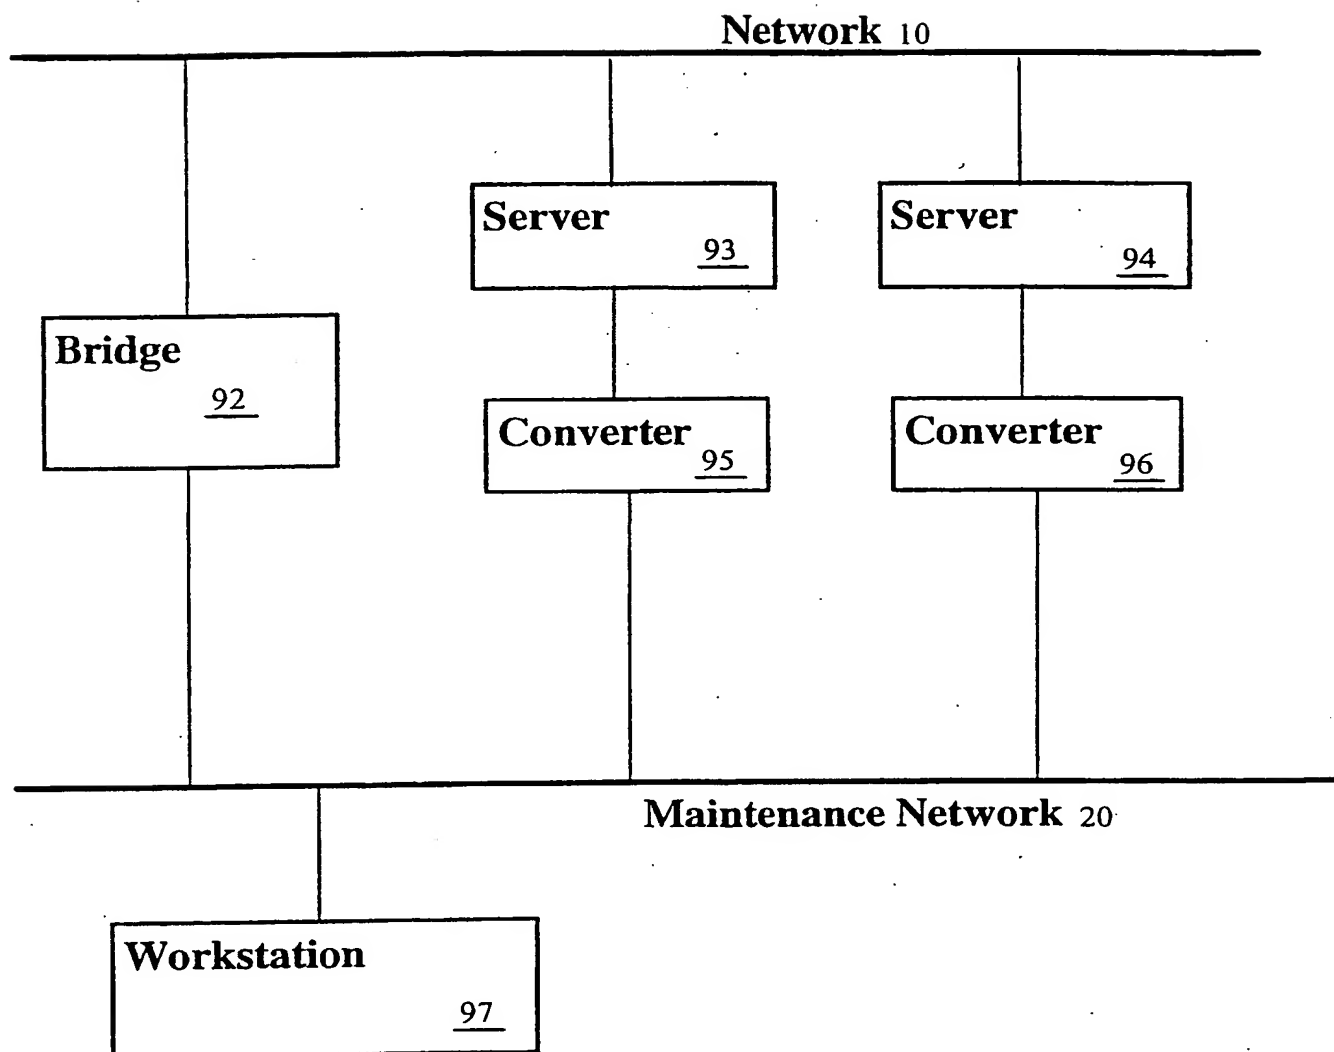 Network 10
Server
93
Server
94
Bridge
92
Converter
95
Converter
96
Maintenance Network 20
Workstation
97